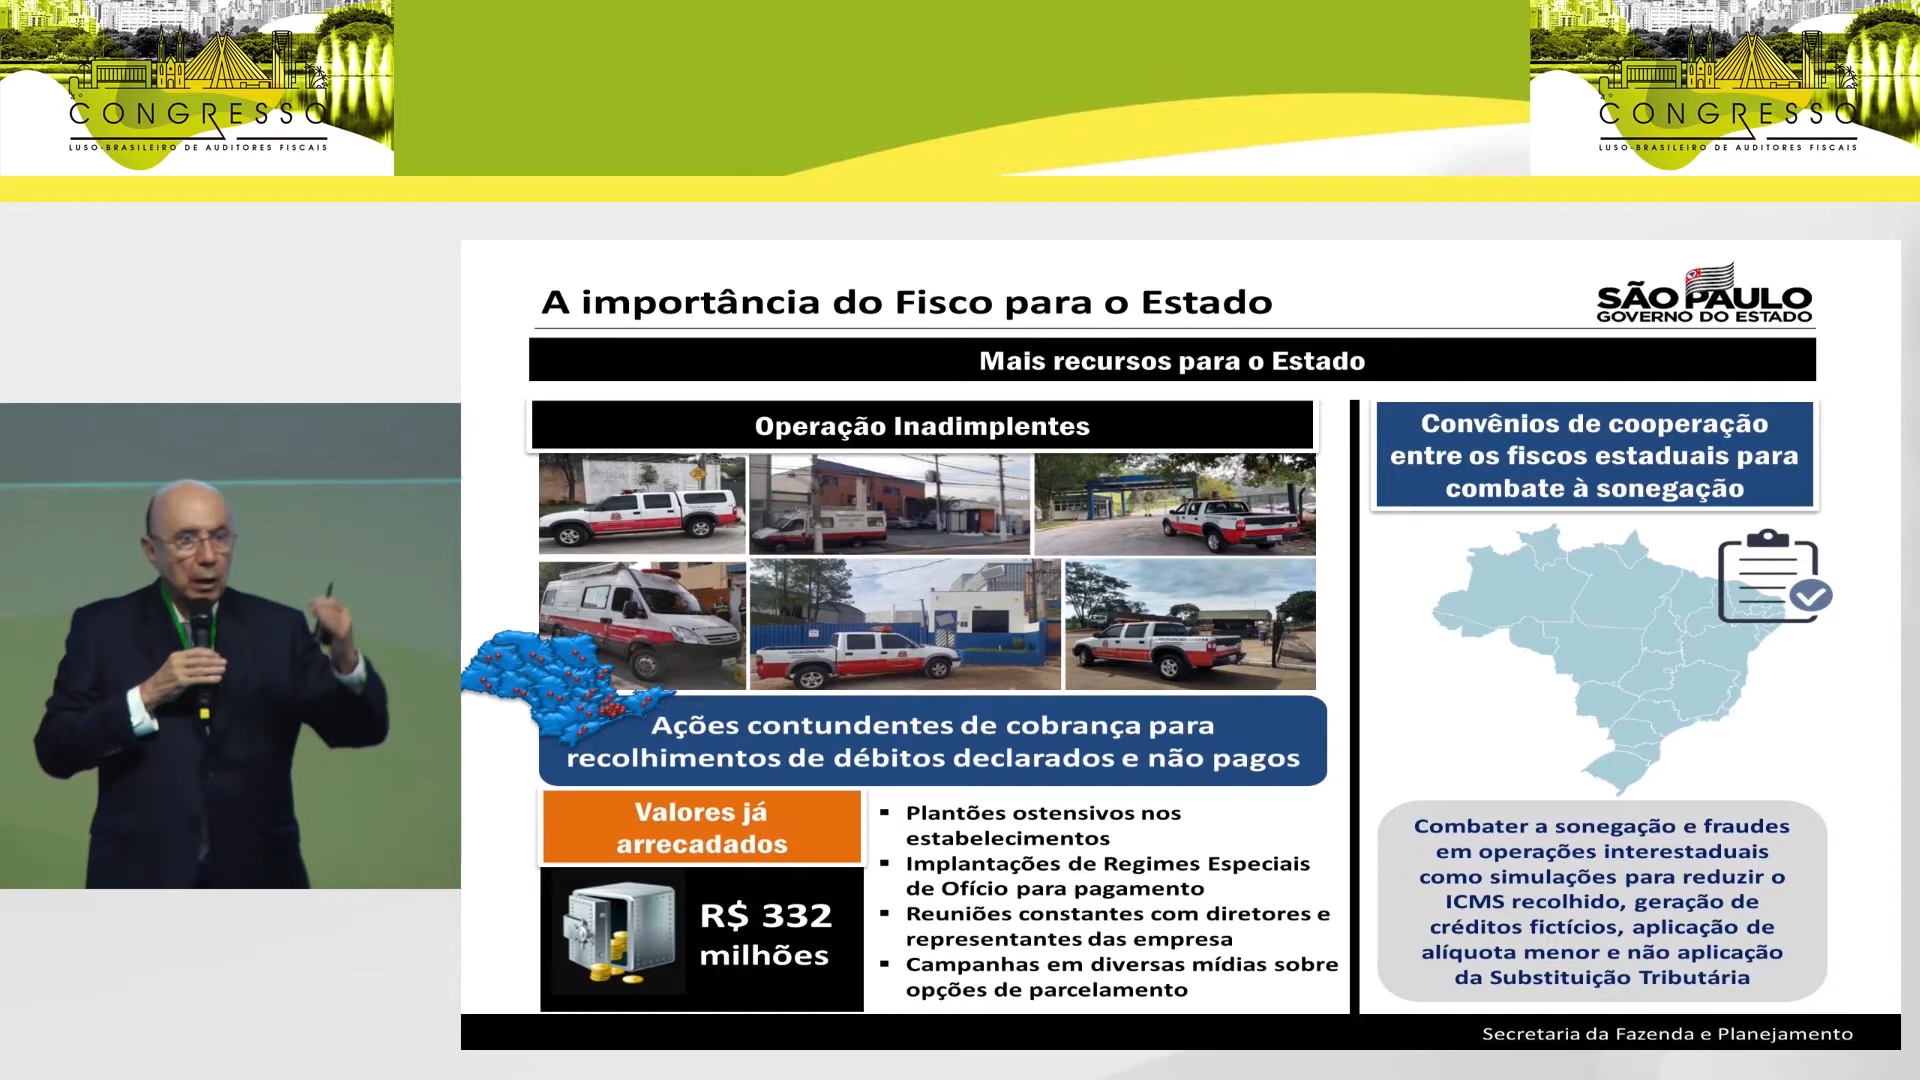 CONGRESSO
LUSO-BRASILEIRO DE AUDITORES FISCAIS
CONGRESSO
LUSO-BRASILEIRO DE AUDITORES FISCAIS
A importância do Fisco para o Estado
SÃO PAULO
GOVERNO DO ESTADO
Mais recursos para o Estado
Operação Inadimplentes
Ações contundentes de cobrança para
recolhimentos de débitos declarados e não pagos
Valores já
arrecadados
R$ 332
milhões
▪ Plantões ostensivos nos
estabelecimentos
▪ Implantações de Regimes Especiais
de Ofício para pagamento
▪ Reuniões constantes com diretores e
representantes das empresa
▪ Campanhas em diversas mídias sobre
opções de parcelamento
Convênios de cooperação
entre os fiscos estaduais para
combate à sonegação
Combater a sonegação e fraudes
em operações interestaduais
como simulações para reduzir o
ICMS recolhido, geração de
créditos fictícios, aplicação de
alíquota menor e não aplicação
da Substituição Tributária
Secretaria da Fazenda e Planejamento